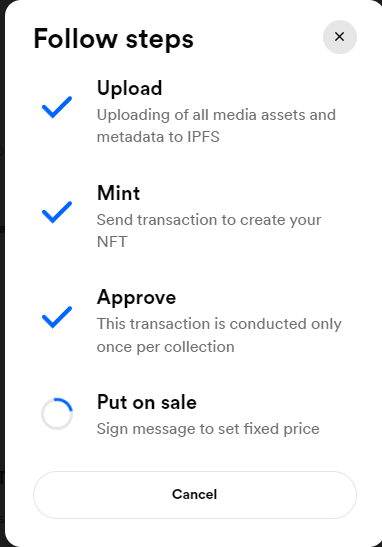 Follow steps
Upload
Uploading of all media assets and
metadata to IPFS
Mint
Send transaction to create your
NFT
Approve
This transaction is conducted only
once per collection
Put on sale
Sign message to set fixed price
Cancel